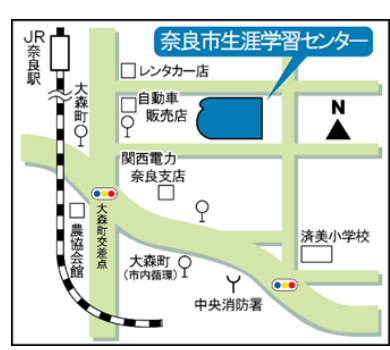 奈良市生涯学習センター
JR
奈良駅
レンタカー店
大森町
自動車
販売店
N
関西電力
奈良支店
大森町交差点
農協会館
大森町
(市内循環)
済美小学校
中央消防署